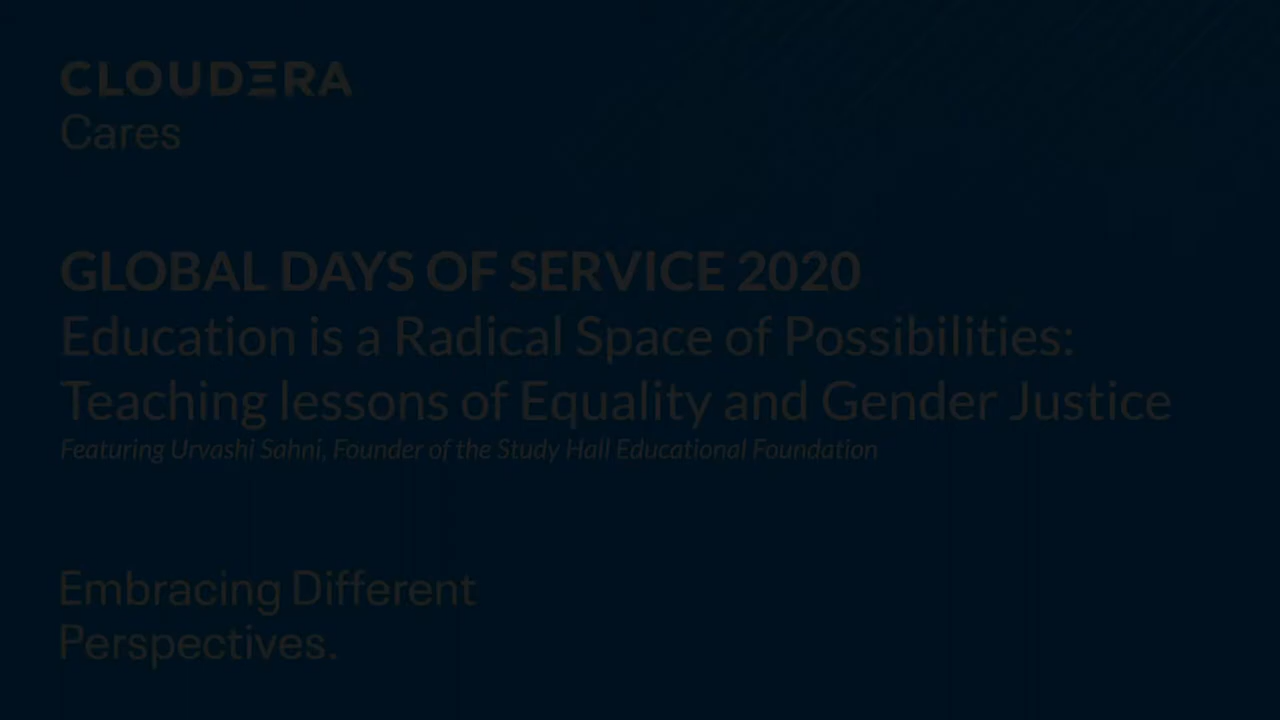 CLOUDERA
Cares
GLOBAL DAYS OF SERVICE 2020
Education is a Radical Space of Possibilities:
Teaching lessons of Equality and Gender Justice
Featuring Urvashi Sahni, Founder of the Study Hall Educational Foundation
Embracing Different
Perspectives.